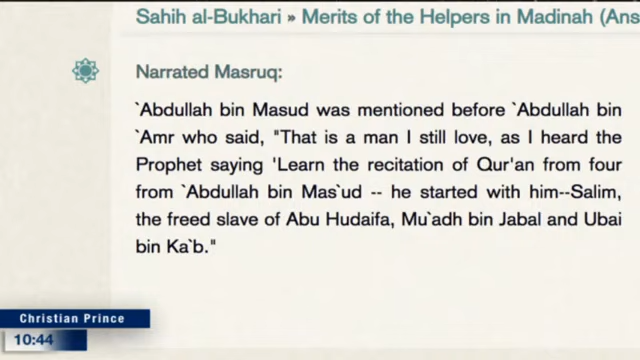 Sahih al-Bukhari » Merits of the Helpers in Madinah (Ans
Narrated Masruq:
`Abdullah bin Masud was mentioned before `Abdullah bin
`Amr who said, "That is a man I still love, as I heard the
Prophet saying 'Learn the recitation of Qur'an from four
from `Abdullah bin Mas`ud -- he started with him--Salim,
the freed slave of Abu Hudaifa, Mu`adh bin Jabal and Ubai
bin Ka`b."
Christian Prince
10:44